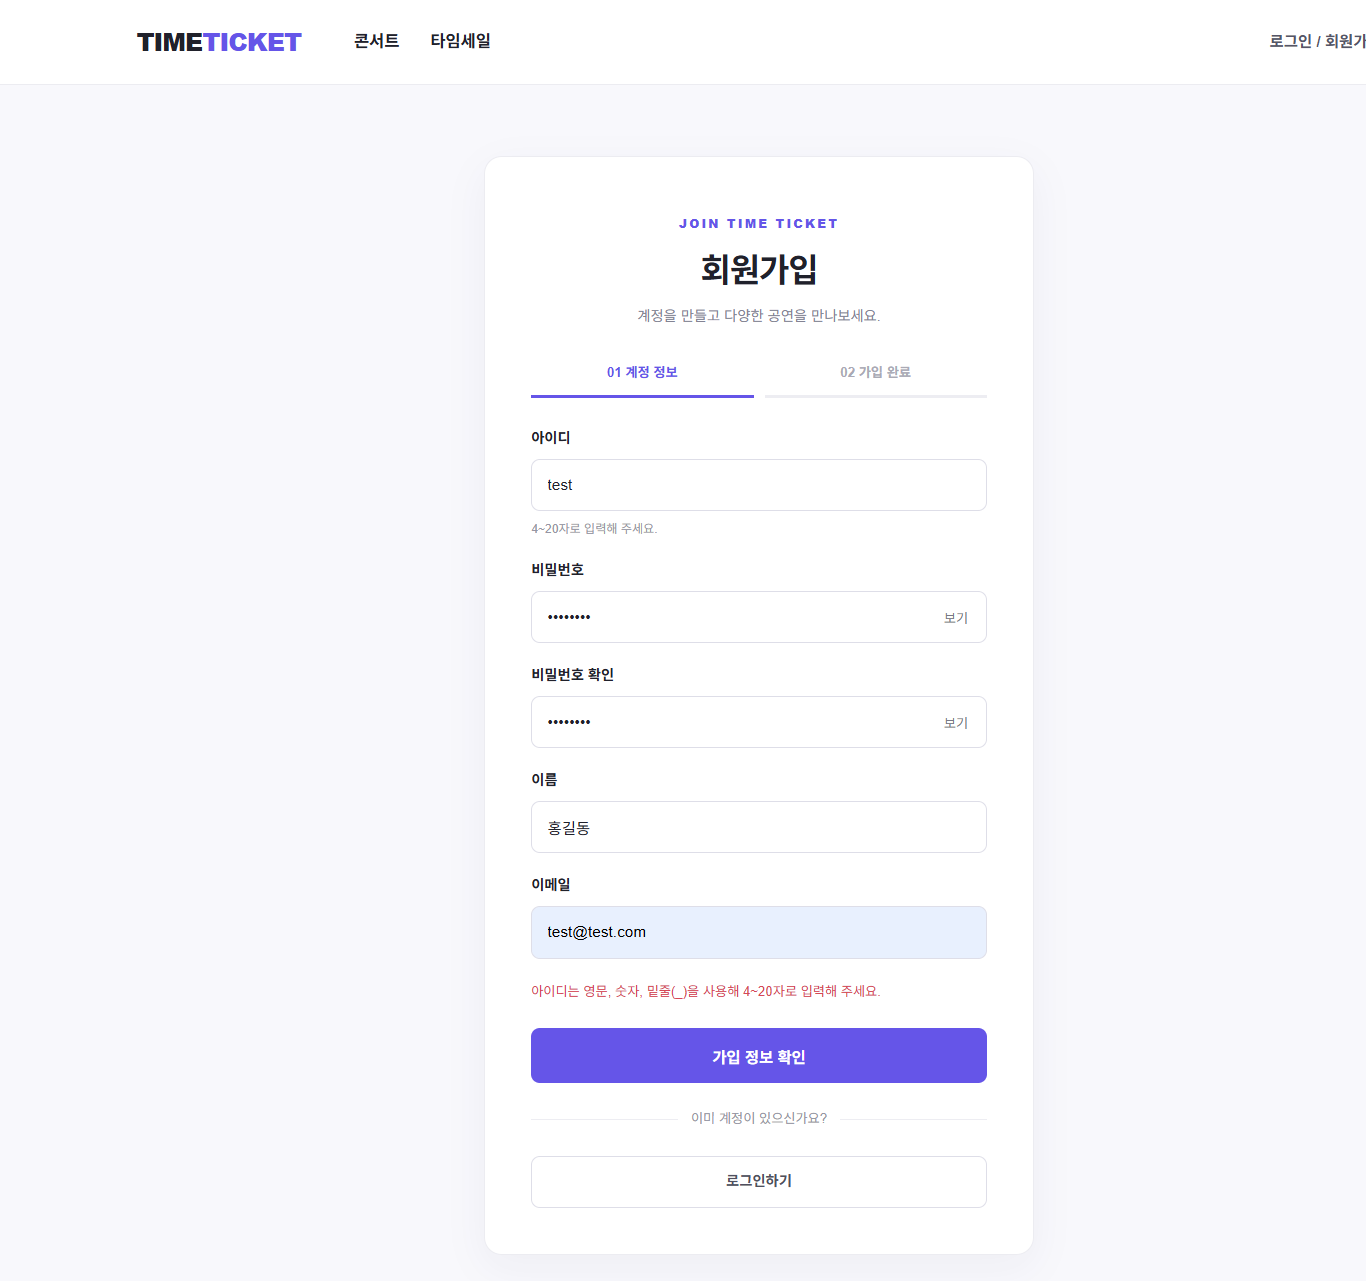 TIMETICKET 콘서트 타임세일 로그인 / 회원가
JOIN TIME TICKET
회원가입
계정을 만들고 다양한 공연을 만나보세요.
01 계정 정보 02 가입 완료
아이디
test
4~20자로 입력해 주세요.
비밀번호
•••••••• 보기
비밀번호 확인
•••••••• 보기
이름
홍길동
이메일
test@test.com
아이디는 영문, 숫자, 밑줄(_)을 사용해 4~20자로 입력해 주세요.
가입 정보 확인
이미 계정이 있으신가요?
로그인하기